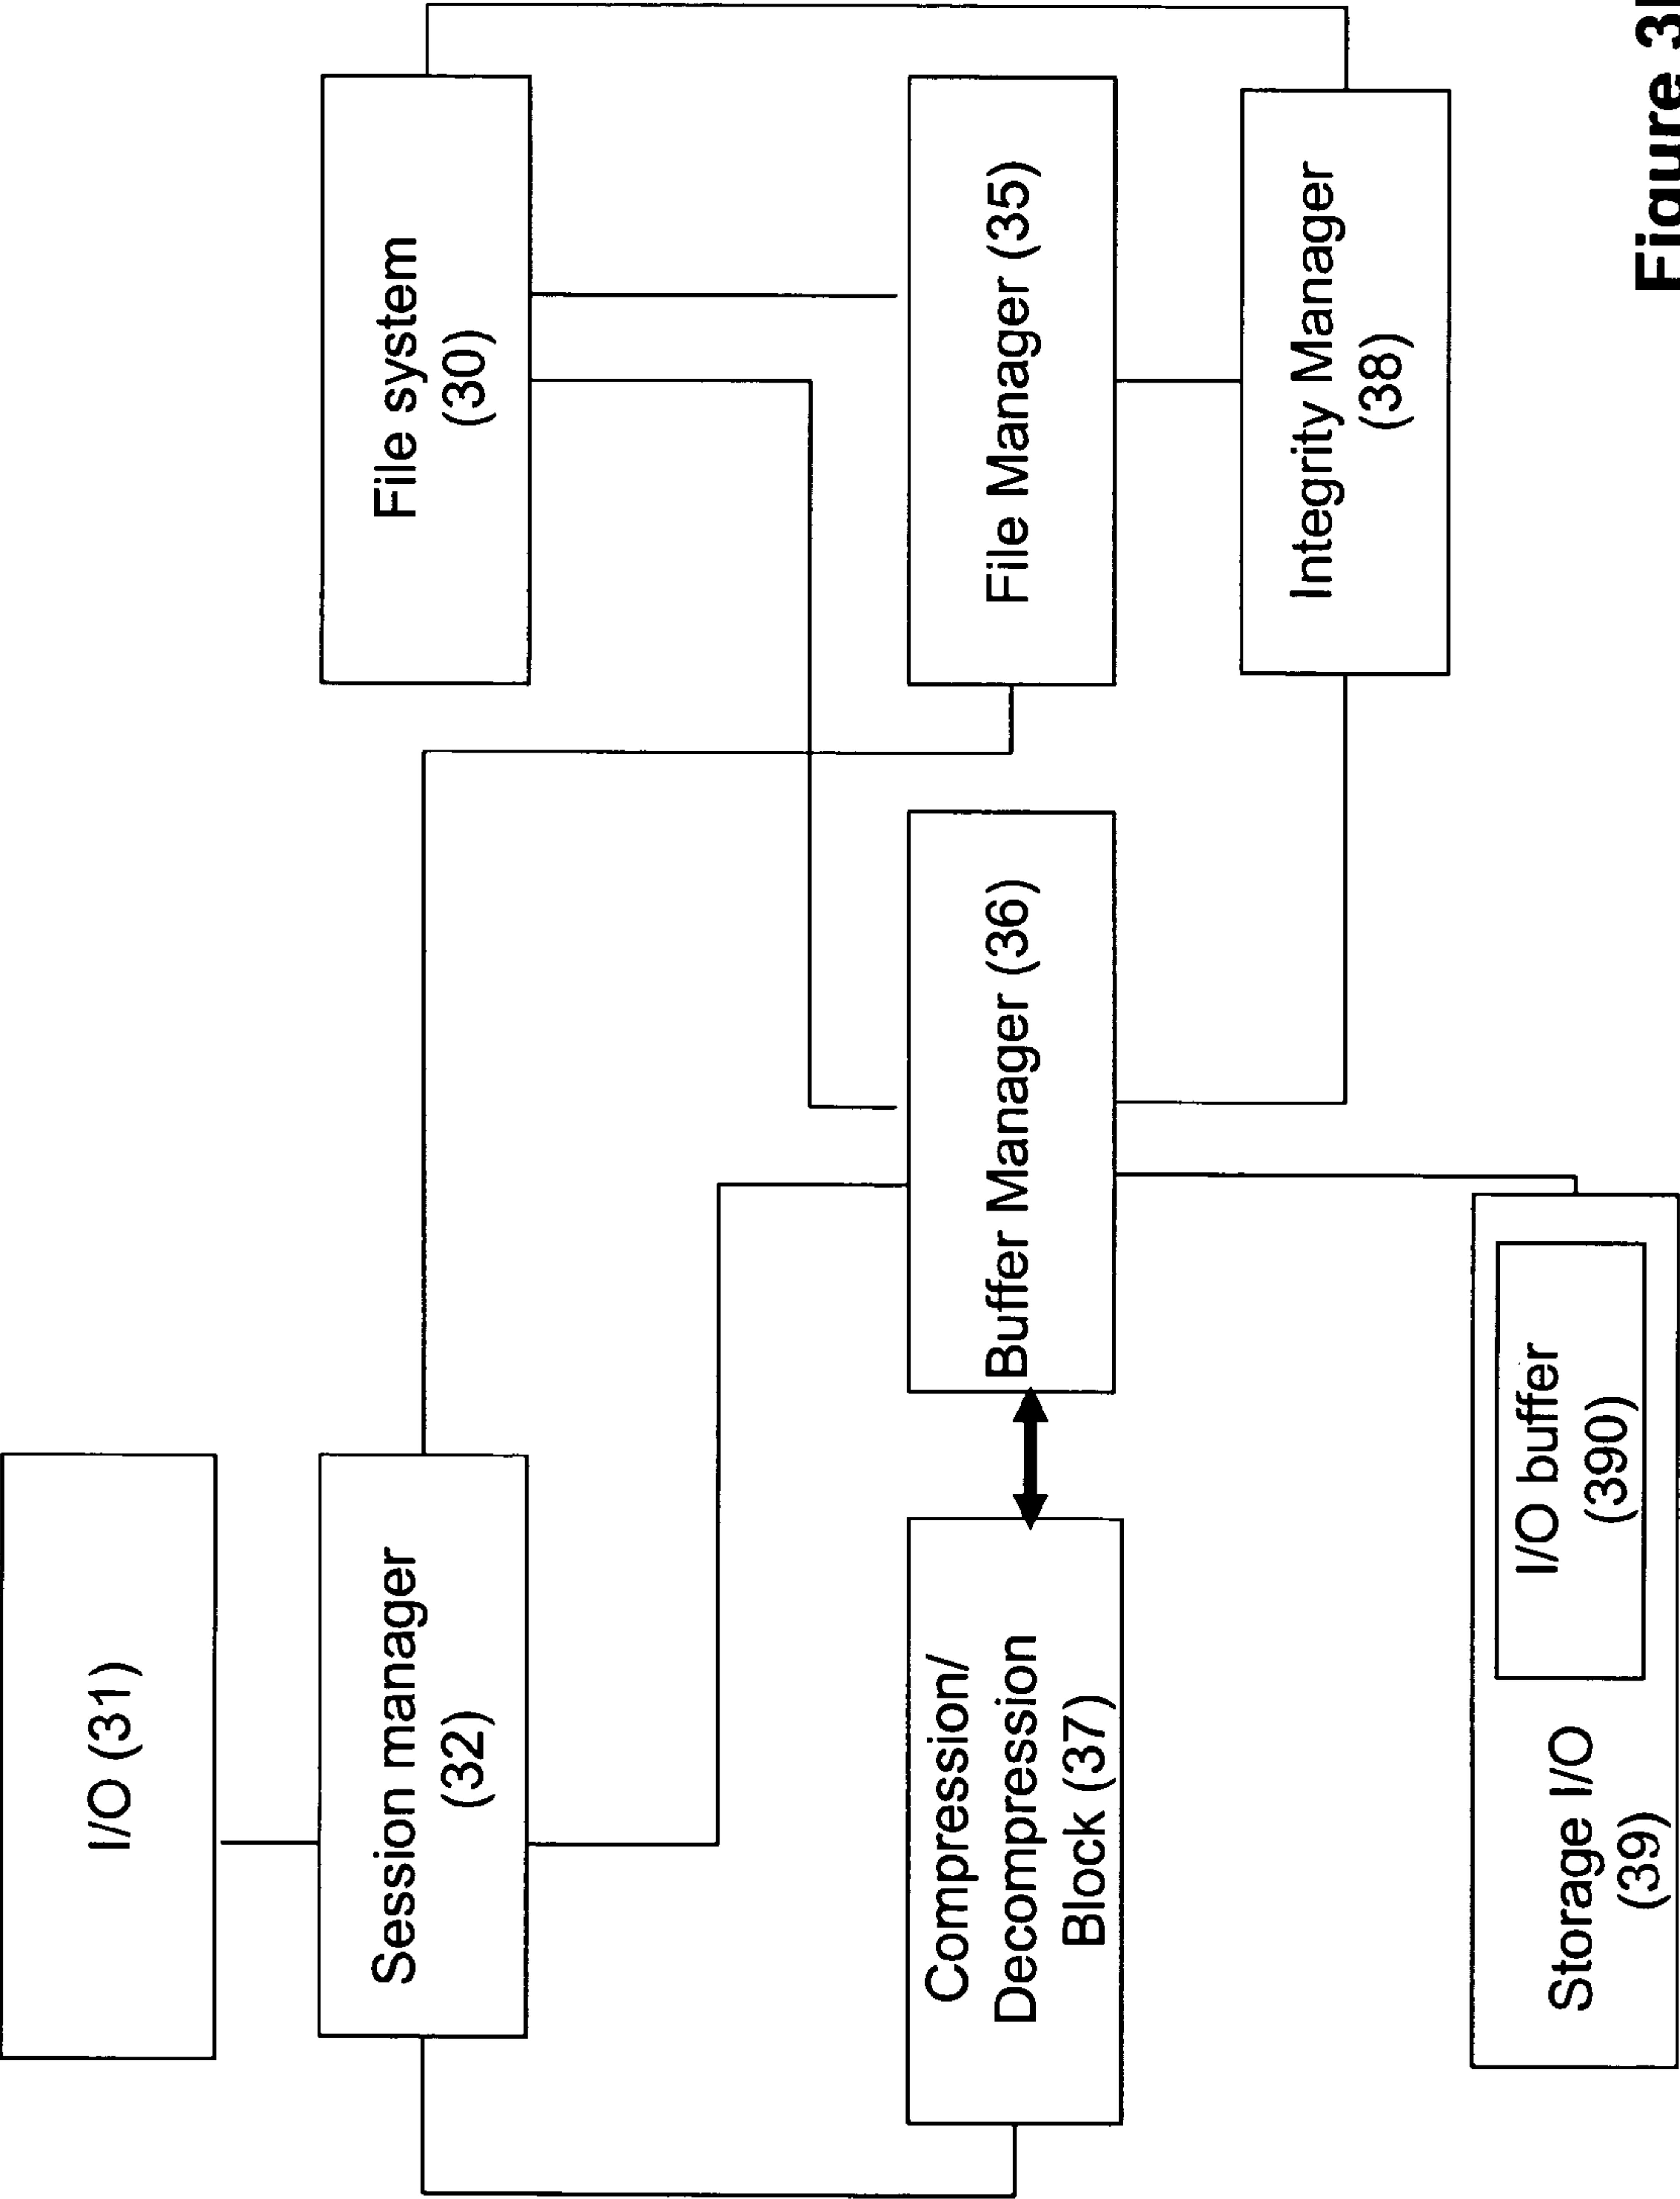 I/O (31)
Session manager
(32)
File system
(30)
Compression/
Decompression
Block (37)
Buffer Manager (36)
File Manager (35)
Integrity Manager
(38)
Storage I/O
(39)
I/O buffer
(390)
Figure